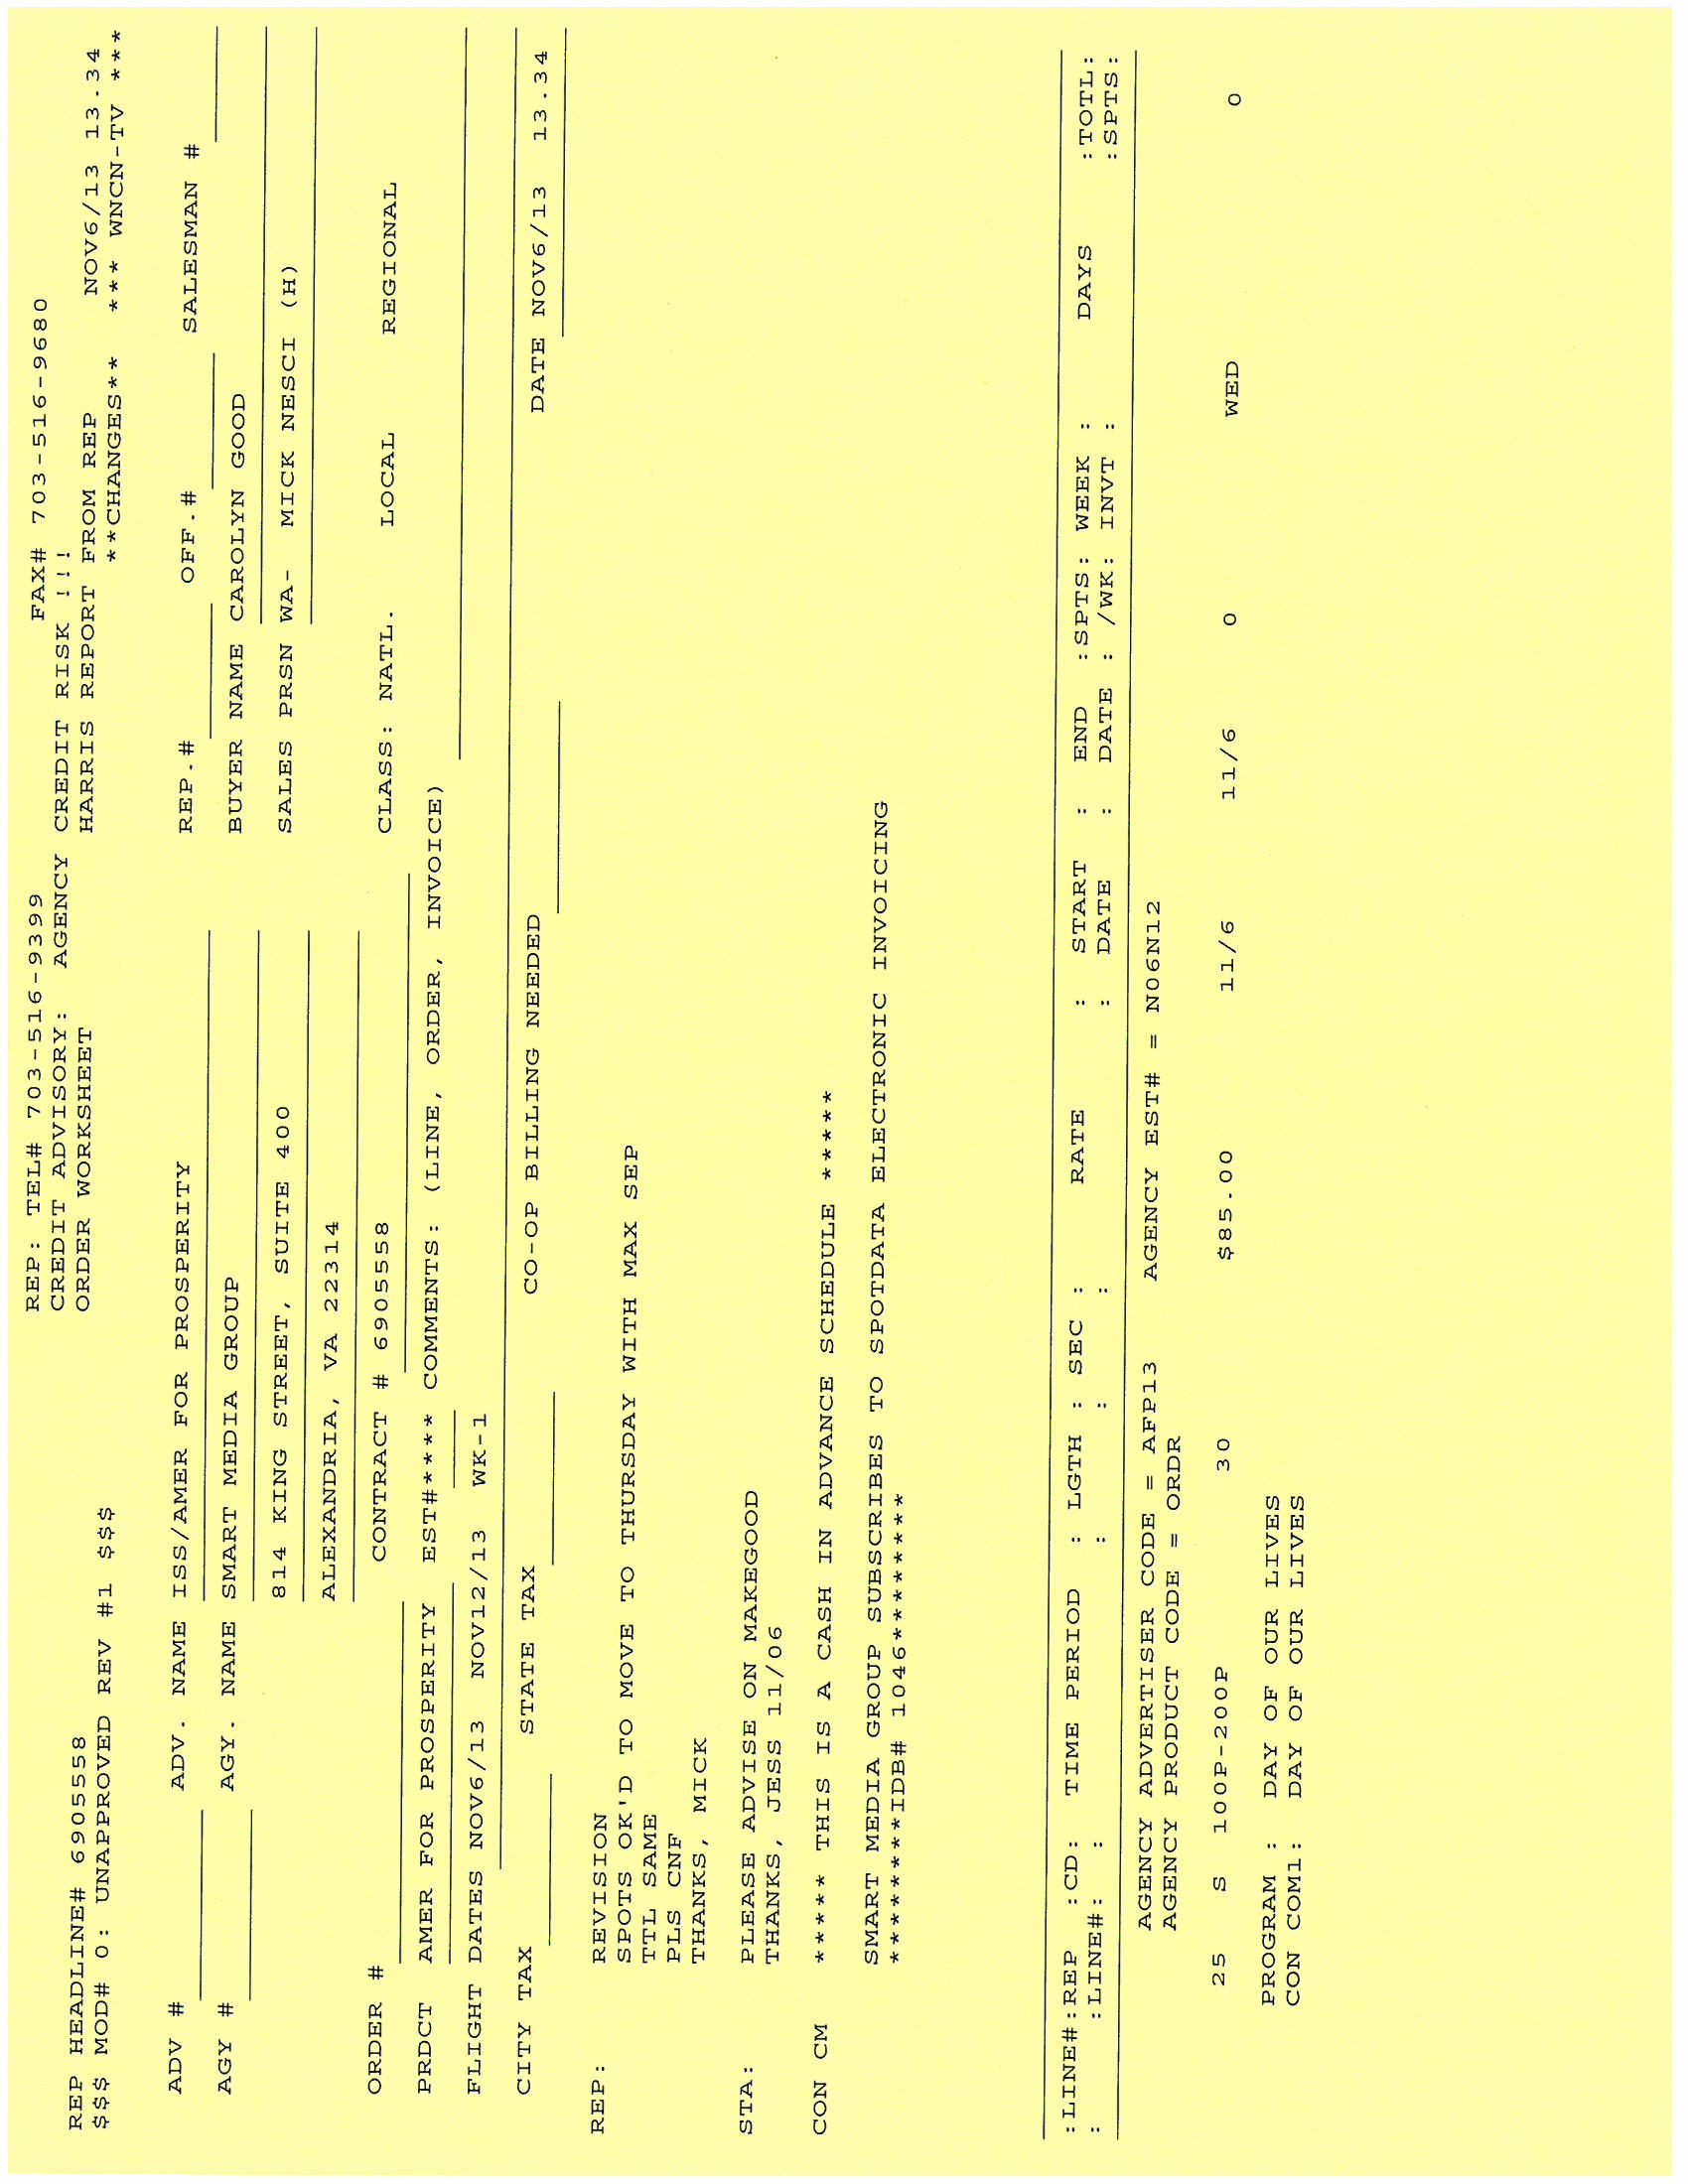 REP: TEL# 703-516-9399 FAX# 703-516-9680
CREDIT ADVISORY: AGENCY CREDIT RISK !!!
REP HEADLINE# 6905558 ORDER WORKSHEET HARRIS REPORT FROM REP NOV6/13 13.34
$$$ MOD# 0: UNAPPROVED REV #1 $$$ **CHANGES** *** WNCN-TV ***
ADV # ADV. NAME ISS/AMER FOR PROSPERITY REP.# OFF.# SALESMAN #
AGY # AGY. NAME SMART MEDIA GROUP BUYER NAME CAROLYN GOOD
814 KING STREET, SUITE 400 SALES PRSN WA- MICK NESCI (H)
ALEXANDRIA, VA 22314
ORDER # CONTRACT # 6905558 CLASS: NATL. LOCAL REGIONAL
PRDCT AMER FOR PROSPERITY EST#**** COMMENTS: (LINE, ORDER, INVOICE)
FLIGHT DATES NOV6/13 NOV12/13 WK-1
CITY TAX STATE TAX CO-OP BILLING NEEDED DATE NOV6/13 13.34
REP: REVISION
SPOTS OK'D TO MOVE TO THURSDAY WITH MAX SEP
TTL SAME
PLS CNF
THANKS, MICK
STA: PLEASE ADVISE ON MAKEGOOD
THANKS, JESS 11/06
CON CM ***** THIS IS A CASH IN ADVANCE SCHEDULE *****
SMART MEDIA GROUP SUBSCRIBES TO SPOTDATA ELECTRONIC INVOICING
**********IDB# 1046***********
:LINE#:REP :CD: TIME PERIOD : LGTH : SEC : RATE : START : END :SPTS: WEEK : DAYS :TOTL:
: :LINE#: : : : : : DATE : DATE : /WK: INVT : :SPTS:
AGENCY ADVERTISER CODE = AFP13 AGENCY EST# = N06N12
AGENCY PRODUCT CODE = ORDR
25 S 100P-200P 30 $85.00 11/6 11/6 0 WED 0
PROGRAM : DAY OF OUR LIVES
CON COM1: DAY OF OUR LIVES